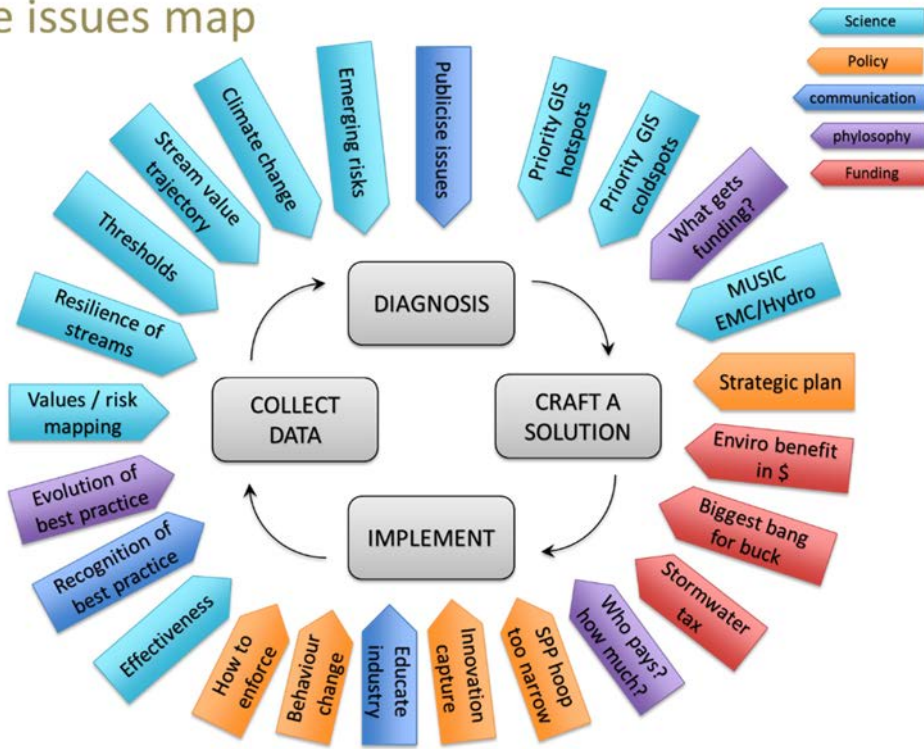 e issues map
Science
Policy
communication
phylosophy
Funding
Publicise issues
Priority GIS
hotspots
Priority GIS
coldspots
What gets
funding?
MUSIC
EMC/Hydro
Strategic plan
Enviro benefit
in $
Biggest bang
for buck
Stormwater
tax
Who pays?
how much?
SPP hoop
too narrow
Innovation
capture
Educate
industry
Behaviour
change
How to
enforce
Effectiveness
Recognition of
best practice
Evolution of
best practice
Values / risk
mapping
Resilience of
streams
Thresholds
Stream value
trajectory
Climate change
Emerging risks
DIAGNOSIS
CRAFT A
SOLUTION
IMPLEMENT
COLLECT
DATA